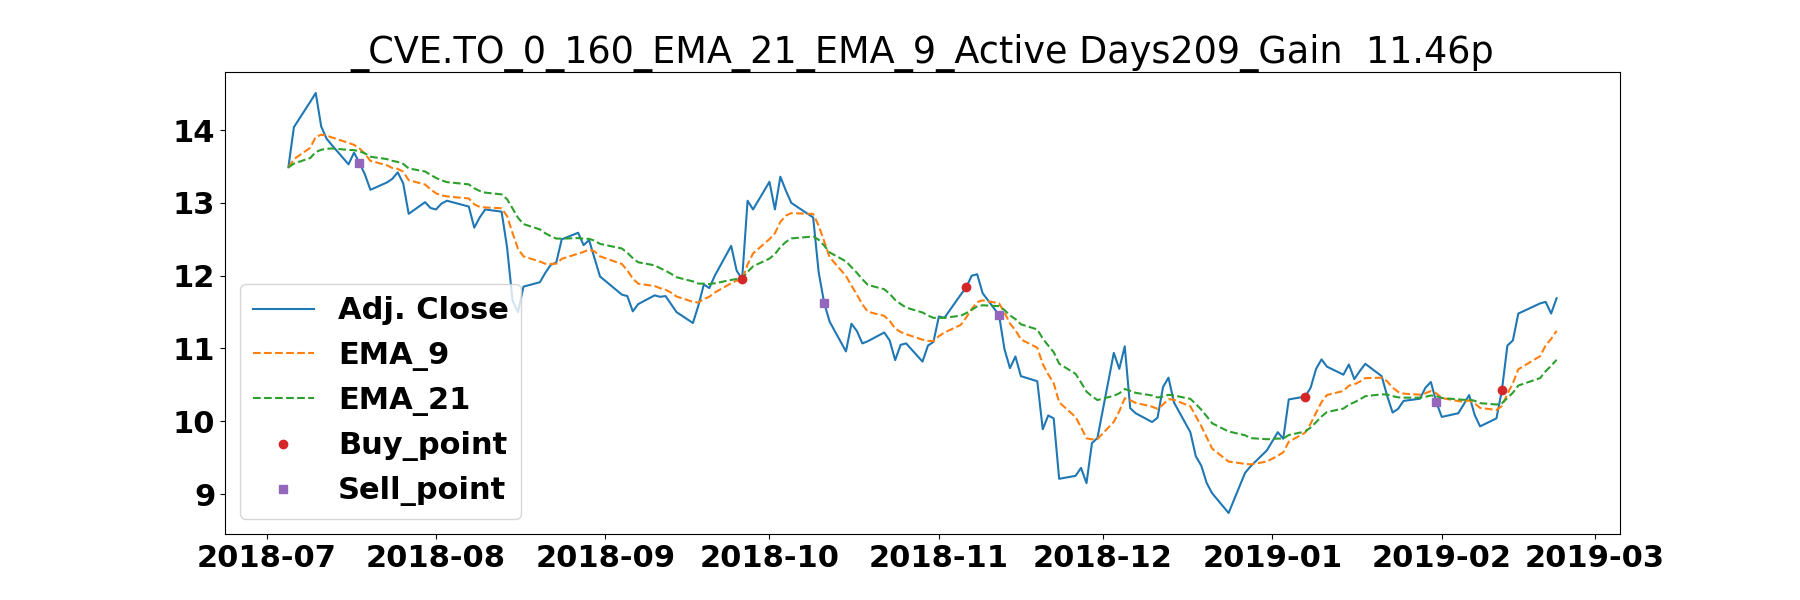 _CVE.TO_0_160_EMA_21_EMA_9_Active Days209_Gain  11.46p
14
13
12
11
10
9
Adj. Close
EMA_9
EMA_21
Buy_point
Sell_point
2018-07 2018-08 2018-09 2018-10 2018-11 2018-12 2019-01 2019-02 2019-03